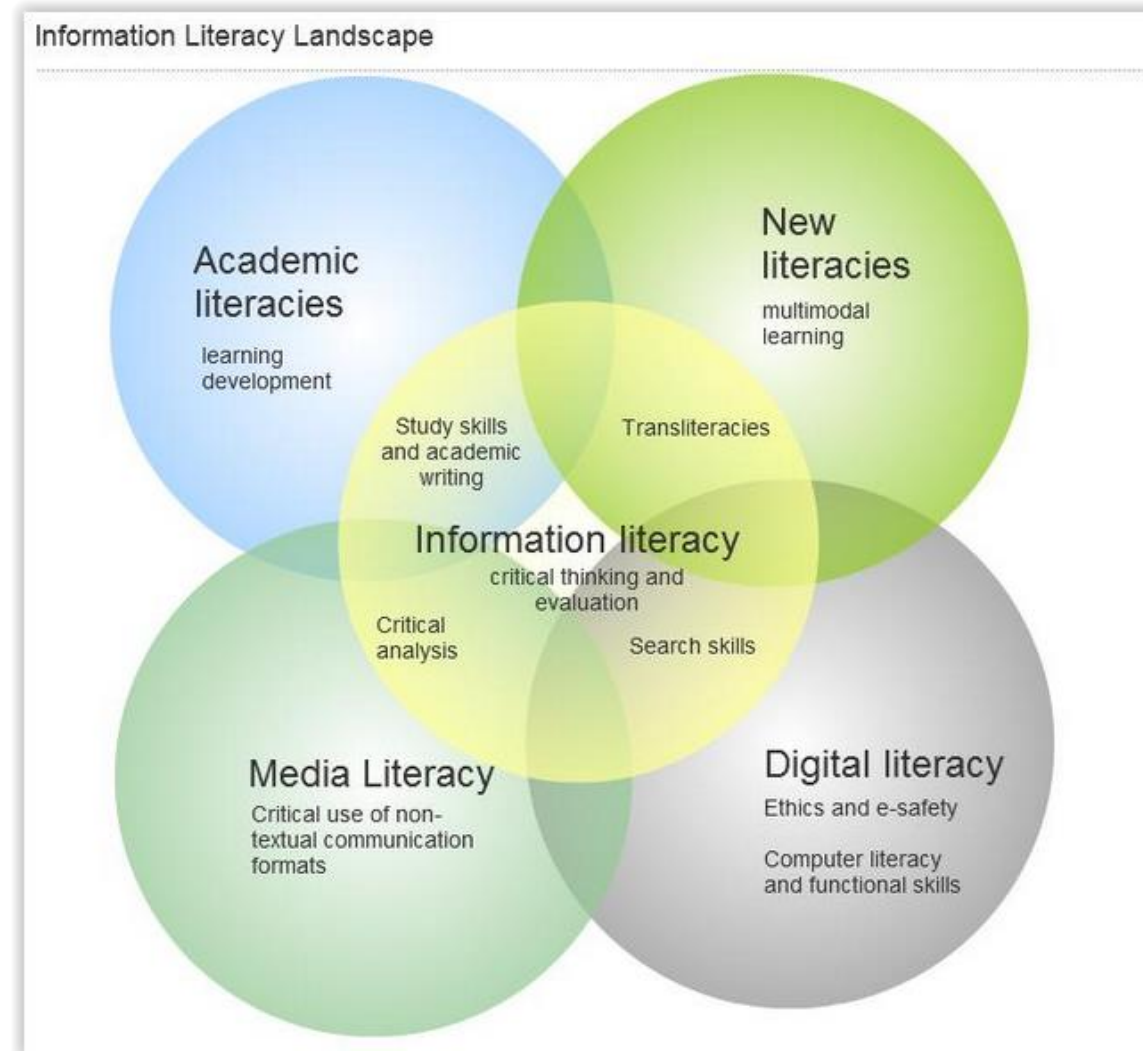 Information Literacy Landscape
Academic
literacies
learning
development
New
literacies
multimodal
learning
Study skills
and academic
writing
Transliteracies
Information literacy
critical thinking and
evaluation
Critical
analysis
Search skills
Media Literacy
Critical use of non-
textual communication
formats
Digital literacy
Ethics and e-safety
Computer literacy
and functional skills